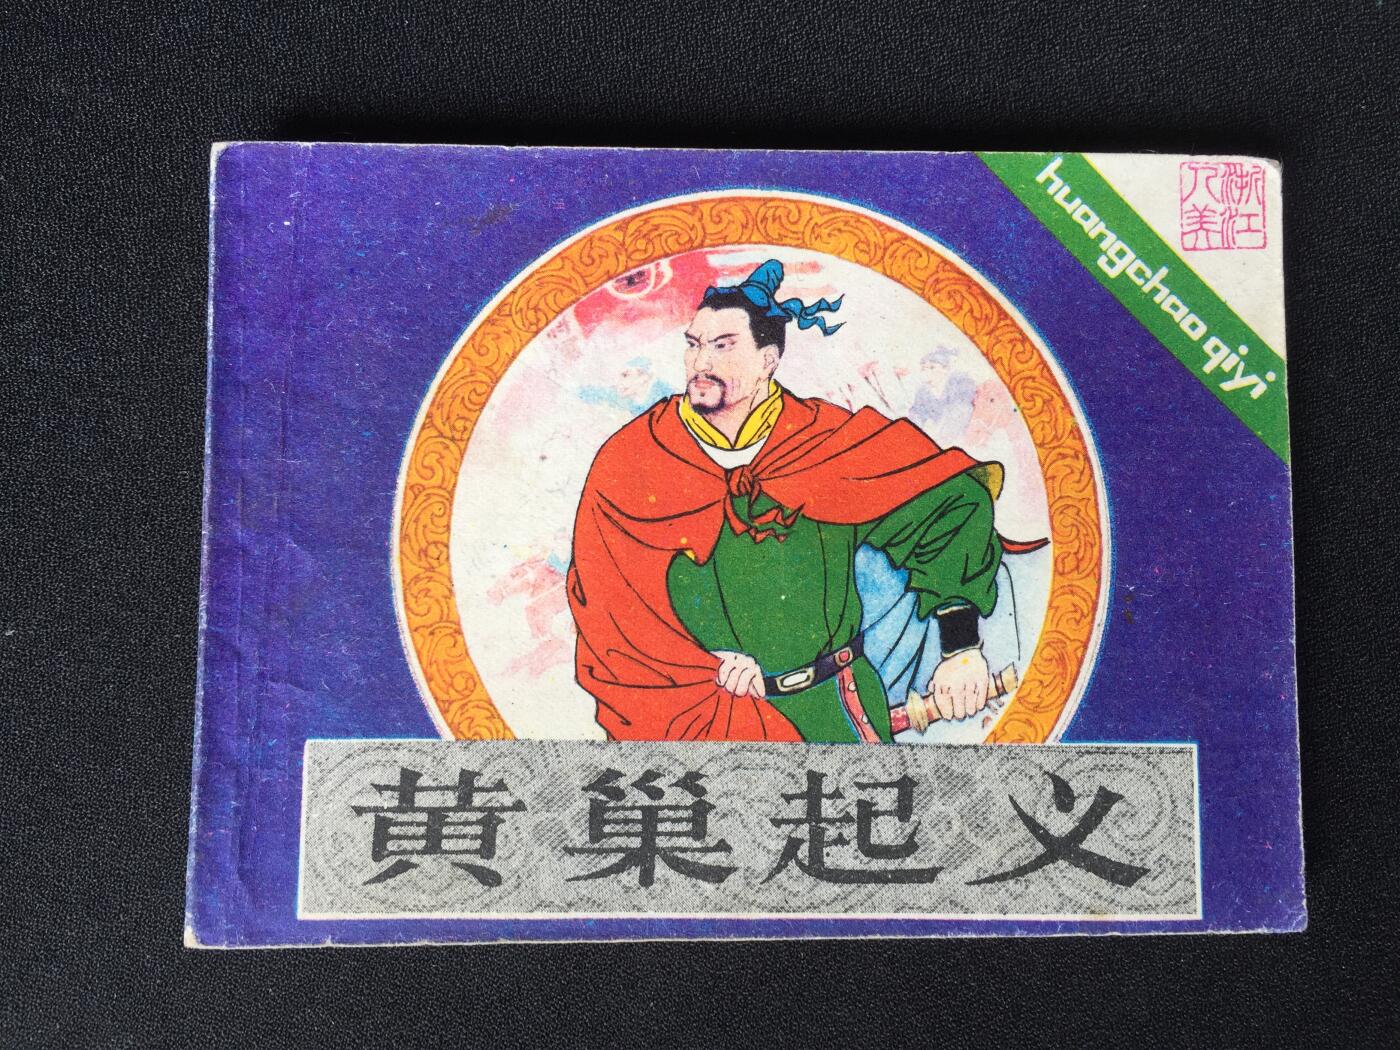 huangchao qiyi
浙江
人美
黄巢起义